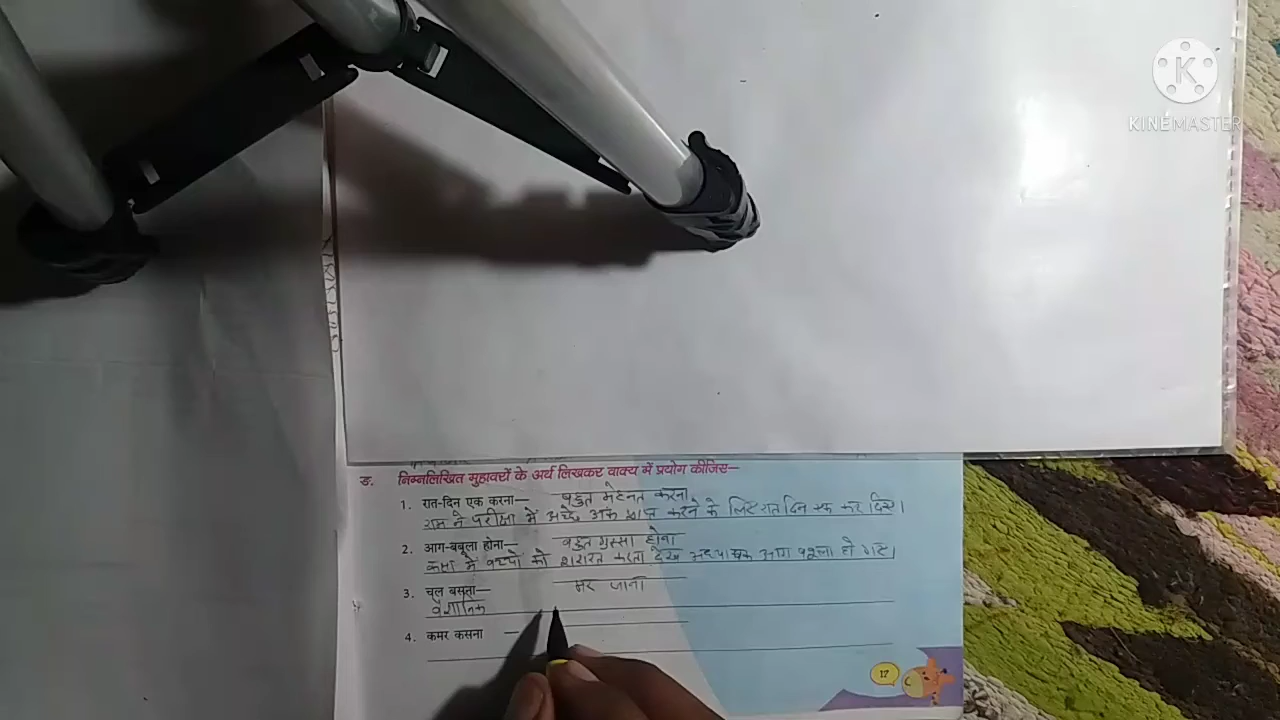 KINEMASTER
ङ. निम्नलिखित मुहावरों के अर्थ लिखकर वाक्य में प्रयोग कीजिए—
1. रात-दिन एक करना— बहुत मेहनत करना
राम ने परीक्षा में अच्छे अंक प्राप्त करने के लिए रात दिन एक कर दिए।
2. आग-बबूला होना— बहुत गुस्सा होना
कक्षा में बच्चों को शरारत करता देख अध्यापक आग बबूला हो गए।
3. चल बसना— मर जाना
वैज्ञानिक
4. कमर कसना —
17